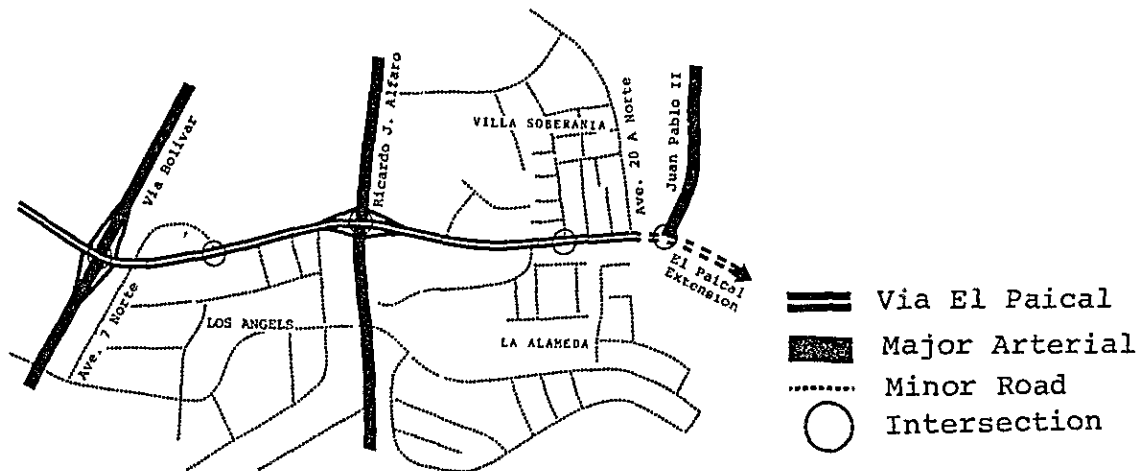 Via Bolivar
Ricardo J. Alfaro
VILLA SOBERANIA
Ave. 20 A Norte
Juan Pablo II
El Paical
Extension
Ave. 7 Norte
LOS ANGELS
LA ALAMEDA
Via El Paical
Major Arterial
Minor Road
Intersection